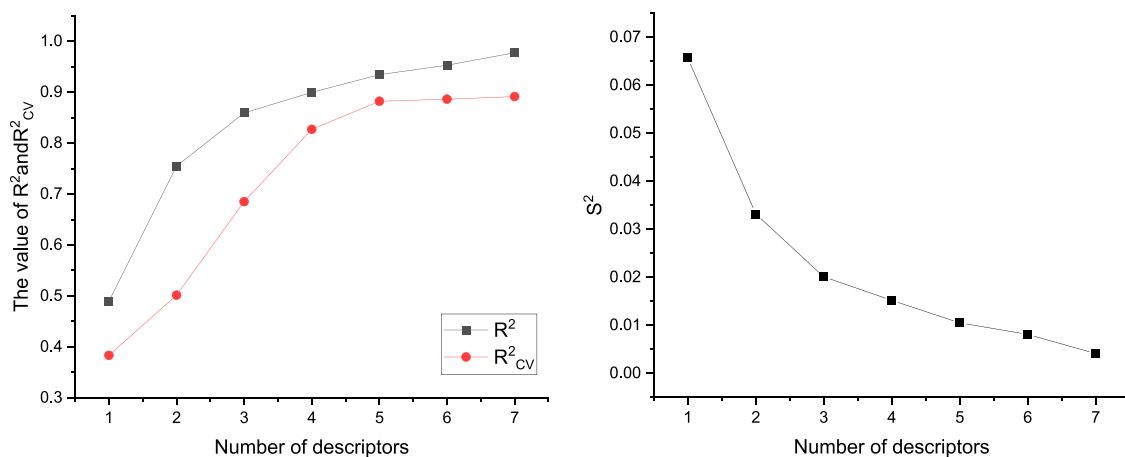 The value of R²andR²CV
1.0
0.9
0.8
0.7
0.6
0.5
0.4
0.3
1 2 3 4 5 6 7
Number of descriptors
R²
R²CV
S²
0.07
0.06
0.05
0.04
0.03
0.02
0.01
0.00
1 2 3 4 5 6 7
Number of descriptors